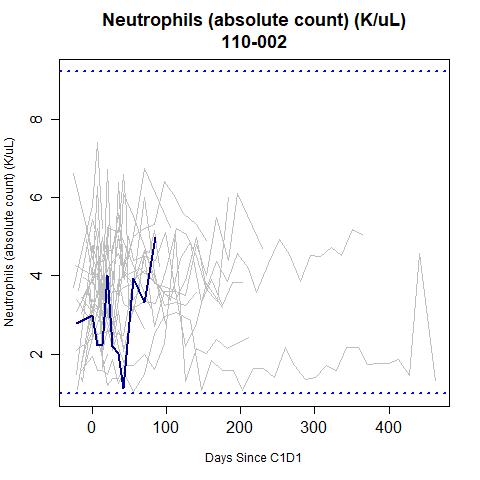 Neutrophils (absolute count) (K/uL)
110-002
Neutrophils (absolute count) (K/uL)
8
6
4
2
0 100 200 300 400
Days Since C1D1